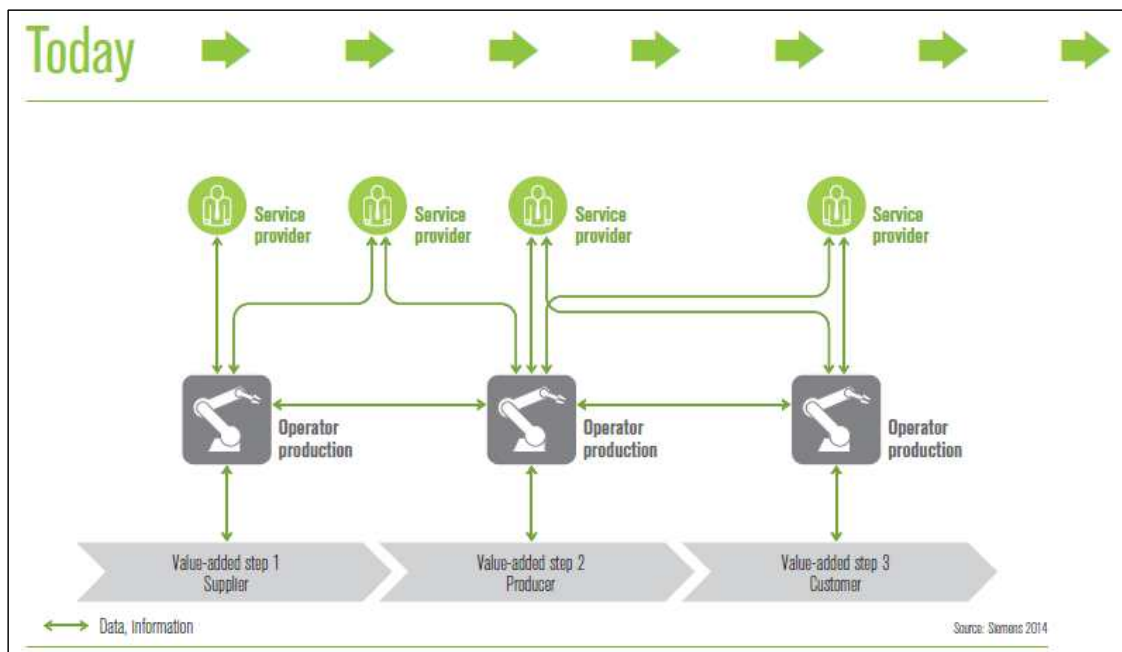 Today
Service
provider
Service
provider
Service
provider
Service
provider
Operator
production
Operator
production
Operator
production
Value-added step 1
Supplier
Value-added step 2
Producer
Value-added step 3
Customer
Data, information
Source: Siemens 2014